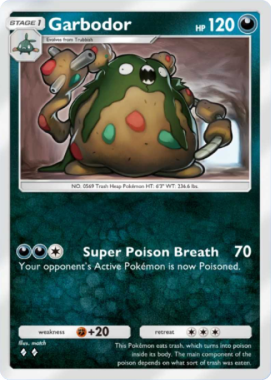 STAGE 1
Garbodor
HP 120
Evolves from Trubbish
NO. 0569 Trash Heap Pokémon HT: 6'3" WT: 236.6 lbs.
Super Poison Breath 70
Your opponent's Active Pokémon is now Poisoned.
weakness +20 retreat
Illus. match
This Pokémon eats trash, which turns into poison
inside its body. The main component of the
poison depends on what sort of trash was eaten.